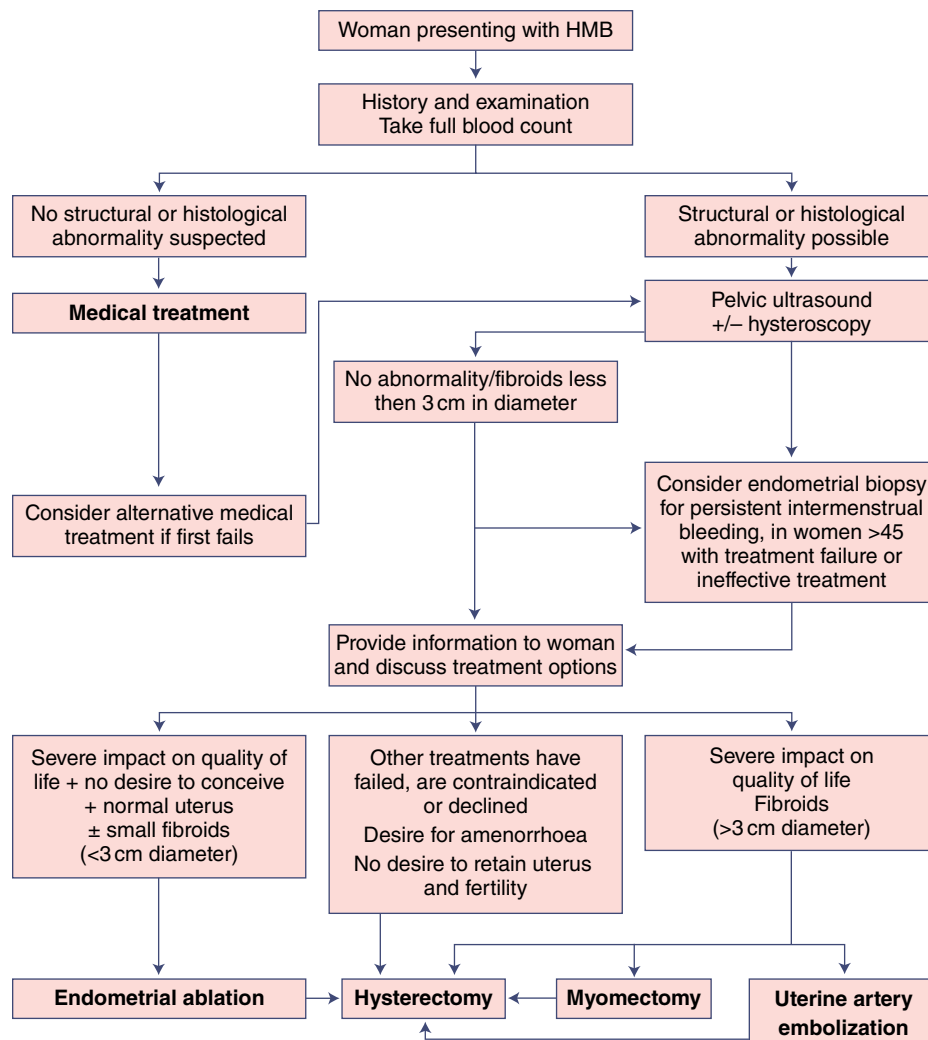 Woman presenting with HMB
History and examination
Take full blood count
No structural or histological
abnormality suspected
Structural or histological
abnormality possible
Medical treatment
Pelvic ultrasound
+/– hysteroscopy
No abnormality/fibroids less
then 3 cm in diameter
Consider alternative medical
treatment if first fails
Consider endometrial biopsy
for persistent intermenstrual
bleeding, in women >45
with treatment failure or
ineffective treatment
Provide information to woman
and discuss treatment options
Severe impact on quality of
life + no desire to conceive
+ normal uterus
± small fibroids
(<3 cm diameter)
Other treatments have
failed, are contraindicated
or declined
Desire for amenorrhoea
No desire to retain uterus
and fertility
Severe impact on
quality of life
Fibroids
(>3 cm diameter)
Endometrial ablation
Hysterectomy
Myomectomy
Uterine artery
embolization